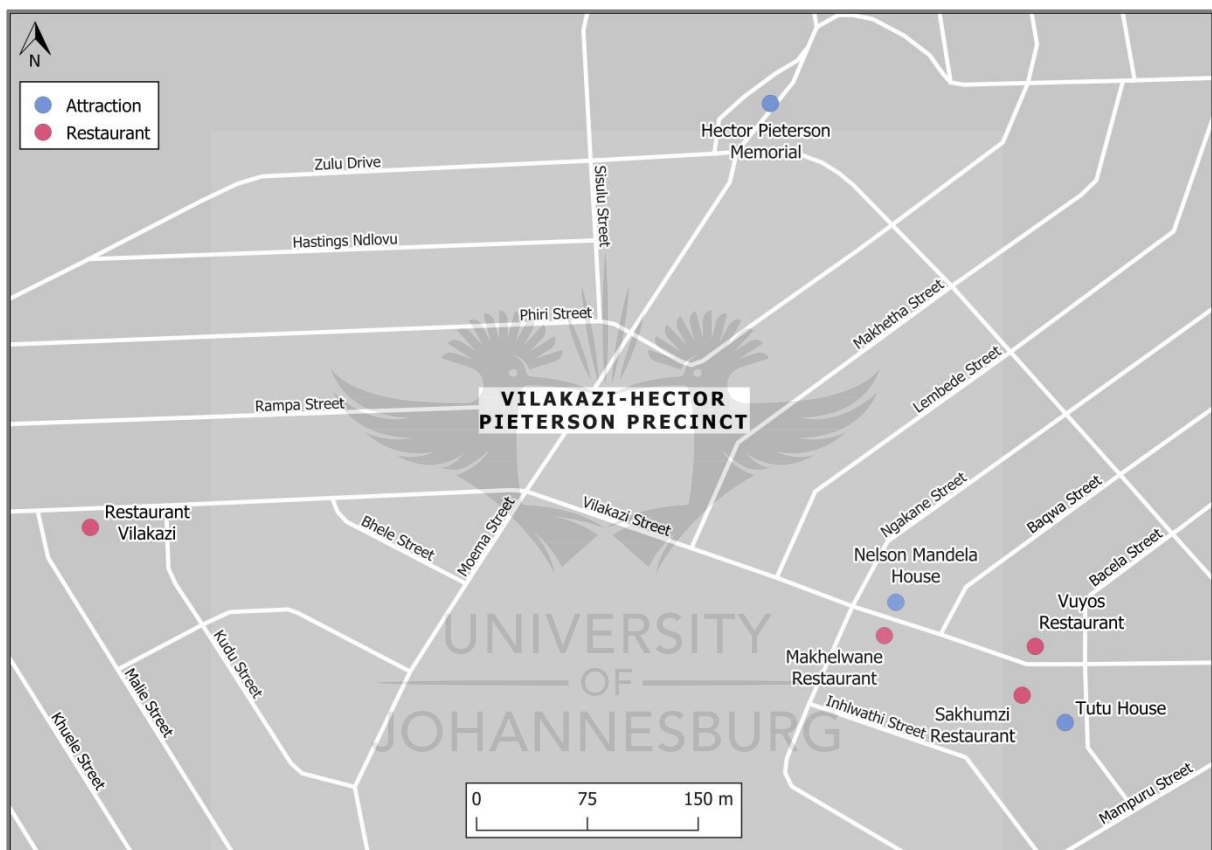 N
Attraction
Restaurant
Hector Pieterson
Memorial
Zulu Drive
Sisulu Street
Hastings Ndlovu
Phiri Street
Makhetha Street
Lembede Street
Rampa Street
VILAKAZI-HECTOR
PIETERSON PRECINCT
Restaurant
Vilakazi
Bhele Street
Moema Street
Vilakazi Street
Ngakane Street
Baqwa Street
Bacela Street
Nelson Mandela
House
Vuyos
Restaurant
Makhelwane
Restaurant
Kudu Street
Malie Street
Khuele Street
Inhlwathi Street
Sakhumzi
Restaurant
Tutu House
Mampuru Street
UNIVERSITY
OF
JOHANNESBURG
0 75 150 m